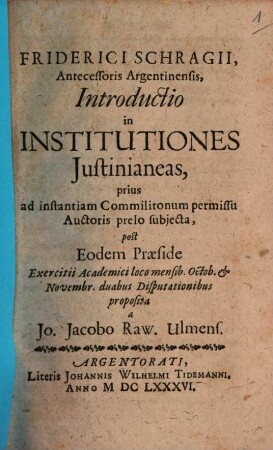 1
FRIDERICI SCHRAGII,
Antecessoris Argentinensis,
Introductio
in
INSTITUTIONES
Justinianeas,
prius
ad instantiam Commilitonum permissu
Auctoris prelo subjecta,
post
Eodem Præside
Exercitii Academici loco mensib. Octob. &
Novembr. duabus Disputationibus
proposita
a
Jo. Jacobo Raw. Ulmens.
ARGENTORATI,
Literis JOHANNIS WILHELMI TIDEMANNI.
ANNO M DC LXXXVI.